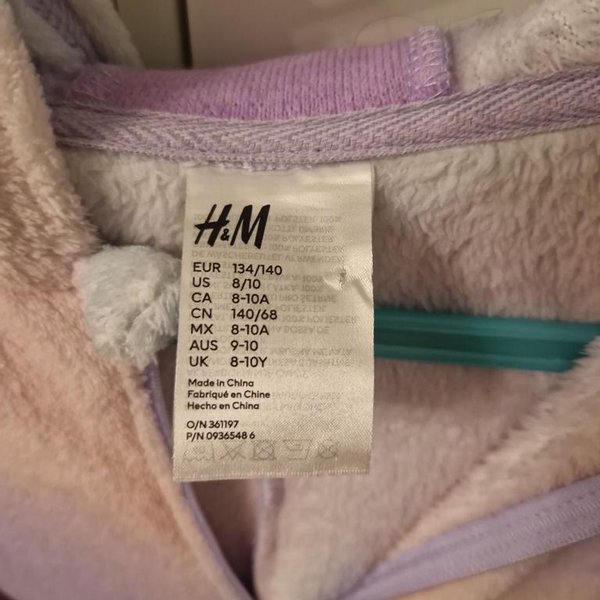 H&M
EUR 134/140
US 8/10
CA 8-10A
CN 140/68
MX 8-10A
AUS 9-10
UK 8-10Y
Made in China
Fabriqué en Chine
Hecho en China
O/N 361197
P/N 0936548 6